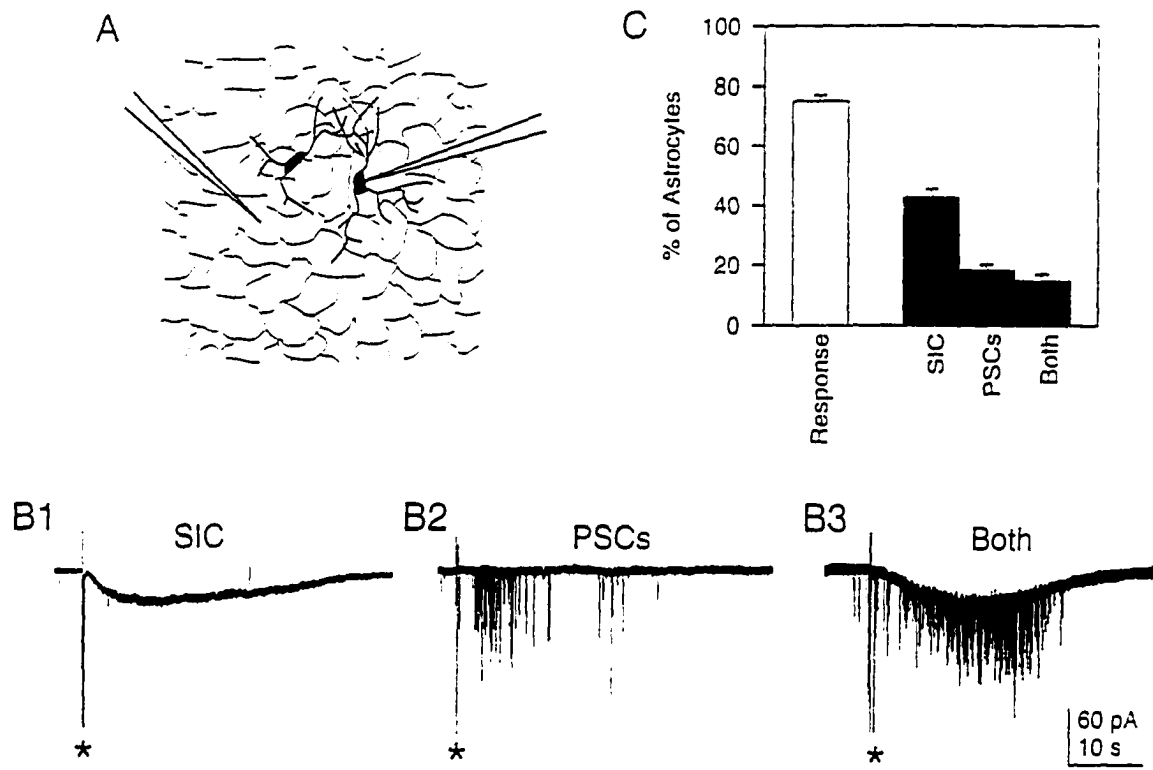 A
C
100
80
60
40
20
0
% of Astrocytes
Response
SIC
PSCs
Both
B1
SIC
*
B2
PSCs
*
B3
Both
*
60 pA
10 s